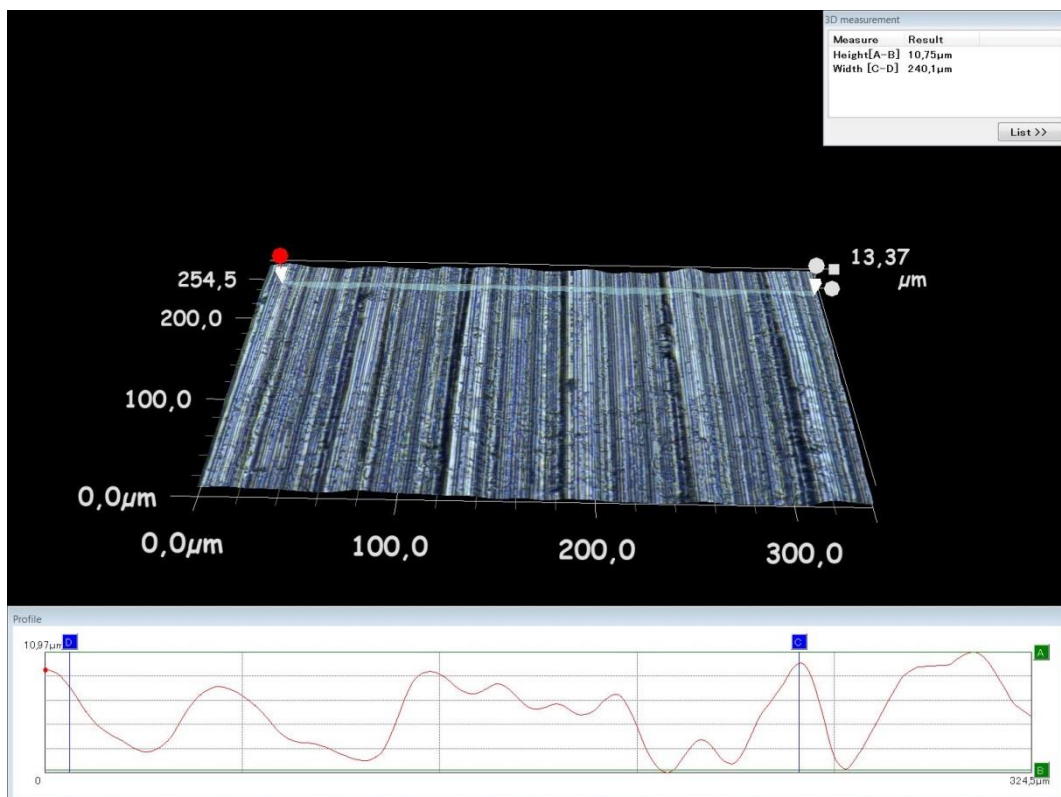 3D measurement
Measure Result
Height[A-B] 10,75µm
Width [C-D] 240,1µm
List >>
13,37
µm
254,5
200,0
100,0
0,0µm
0,0µm 100,0 200,0 300,0
Profile
10,97µm D C A
B
0 324,5µm